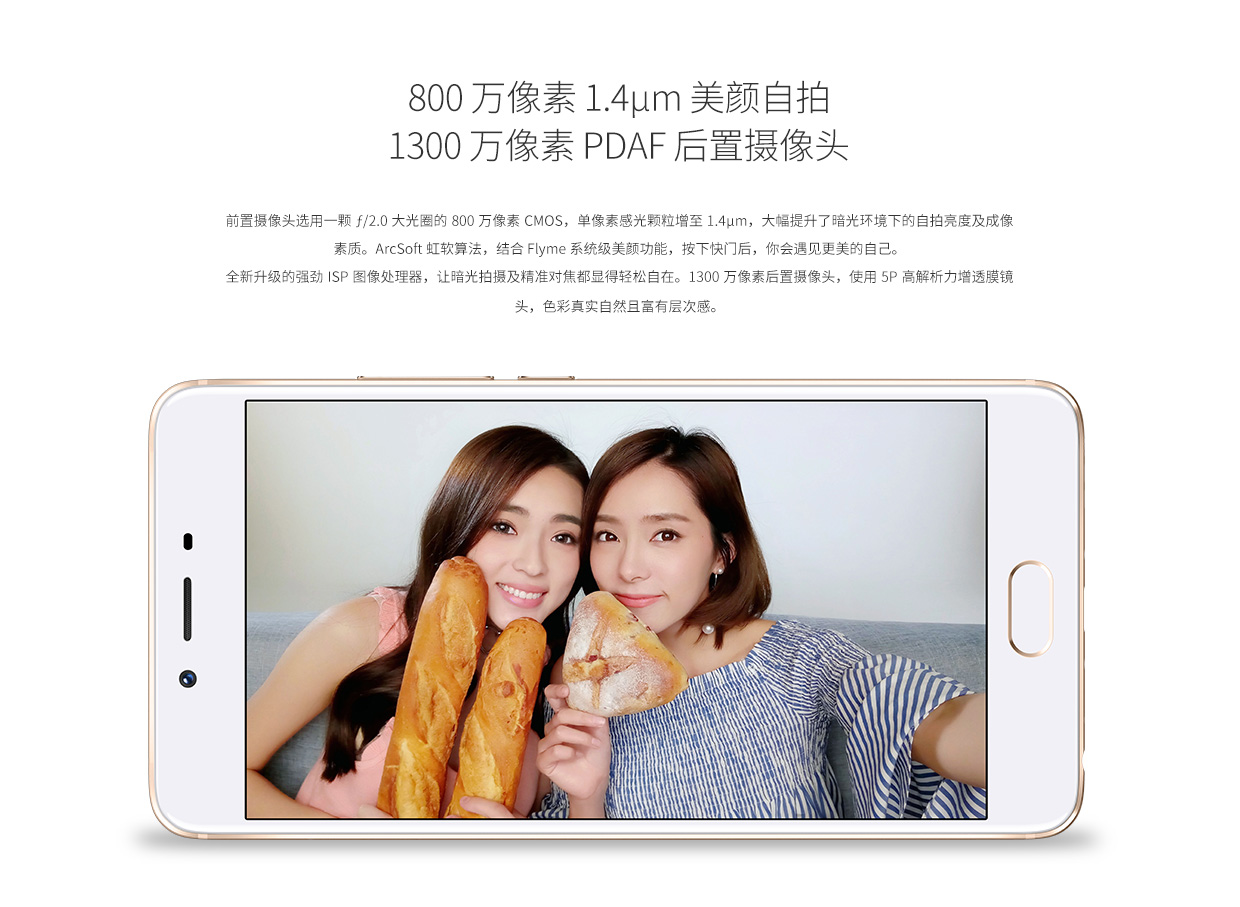 800 万像素 1.4μm 美颜自拍
1300 万像素 PDAF 后置摄像头
前置摄像头选用一颗 ƒ/2.0 大光圈的 800 万像素 CMOS，单像素感光颗粒增至 1.4μm，大幅提升了暗光环境下的自拍亮度及成像
素质。ArcSoft 虹软算法，结合 Flyme 系统级美颜功能，按下快门后，你会遇见更美的自己。
全新升级的强劲 ISP 图像处理器，让暗光拍摄及精准对焦都显得轻松自在。1300 万像素后置摄像头，使用 5P 高解析力增透膜镜
头，色彩真实自然且富有层次感。